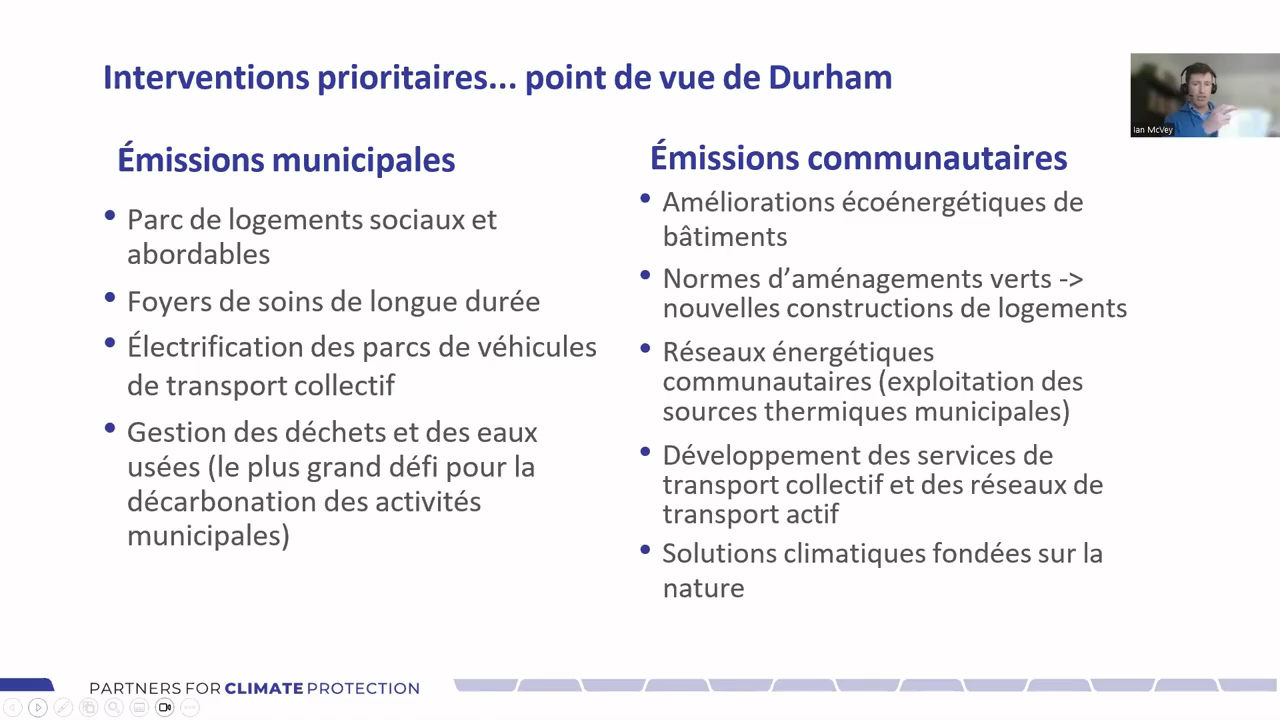 Interventions prioritaires... point de vue de Durham
Ian McVey
Émissions municipales
• Parc de logements sociaux et
abordables
• Foyers de soins de longue durée
• Électrification des parcs de véhicules
de transport collectif
• Gestion des déchets et des eaux
usées (le plus grand défi pour la
décarbonation des activités
municipales)
Émissions communautaires
• Améliorations écoénergétiques de
bâtiments
• Normes d’aménagements verts ->
nouvelles constructions de logements
• Réseaux énergétiques
communautaires (exploitation des
sources thermiques municipales)
• Développement des services de
transport collectif et des réseaux de
transport actif
• Solutions climatiques fondées sur la
nature
PARTNERS FOR CLIMATE PROTECTION